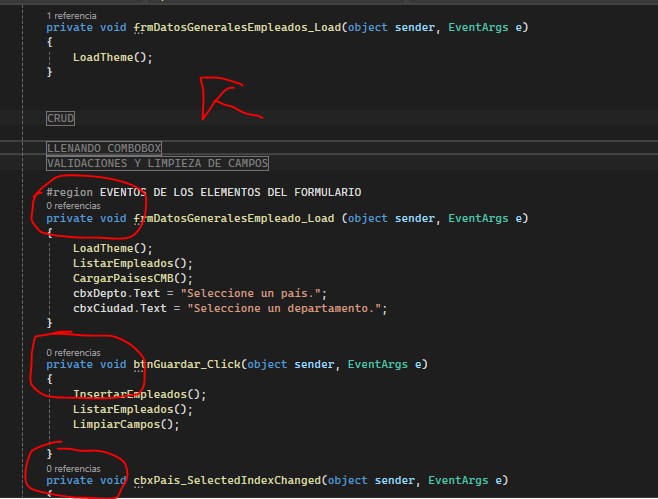 1 referencia
private void frmDatosGeneralesEmpleados_Load(object sender, EventArgs e)
{
LoadTheme();
}
CRUD
LLENANDO COMBOBOX
VALIDACIONES Y LIMPIEZA DE CAMPOS
#region EVENTOS DE LOS ELEMENTOS DEL FORMULARIO
0 referencias
private void frmDatosGeneralesEmpleado_Load (object sender, EventArgs e)
{
LoadTheme();
ListarEmpleados();
CargarPaisesCMB();
cbxDepto.Text = "Seleccione un país.";
cbxCiudad.Text = "Seleccione un departamento.";
}
0 referencias
private void btnGuardar_Click(object sender, EventArgs e)
{
InsertarEmpleados();
ListarEmpleados();
LimpiarCampos();
}
0 referencias
private void cbxPais_SelectedIndexChanged(object sender, EventArgs e)
{